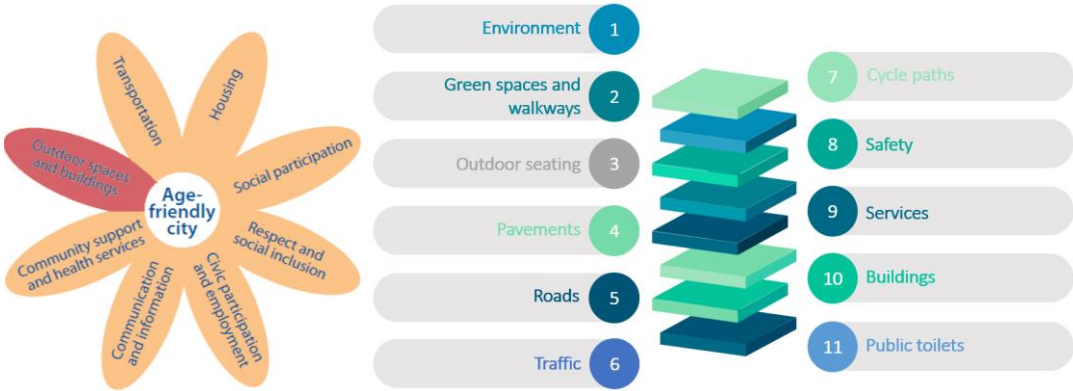 Transportation
Housing
Outdoor spaces
and buildings
Social participation
Age-
friendly
city
Community support
and health services
Respect and
social inclusion
Communication
and information
Civic participation
and employment
Environment 1
Green spaces and
walkways 2
Outdoor seating 3
Pavements 4
Roads 5
Traffic 6
7 Cycle paths
8 Safety
9 Services
10 Buildings
11 Public toilets